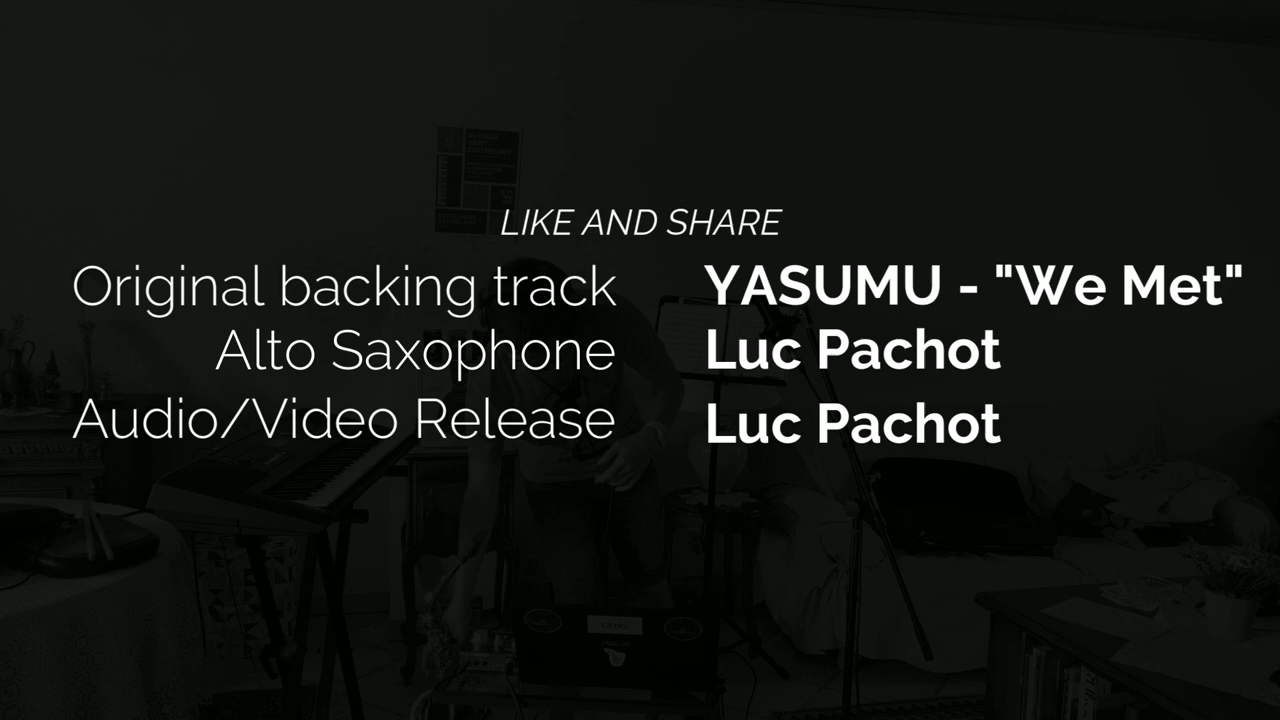 LIKE AND SHARE
Original backing track YASUMU - "We Met"
Alto Saxophone Luc Pachot
Audio/Video Release Luc Pachot